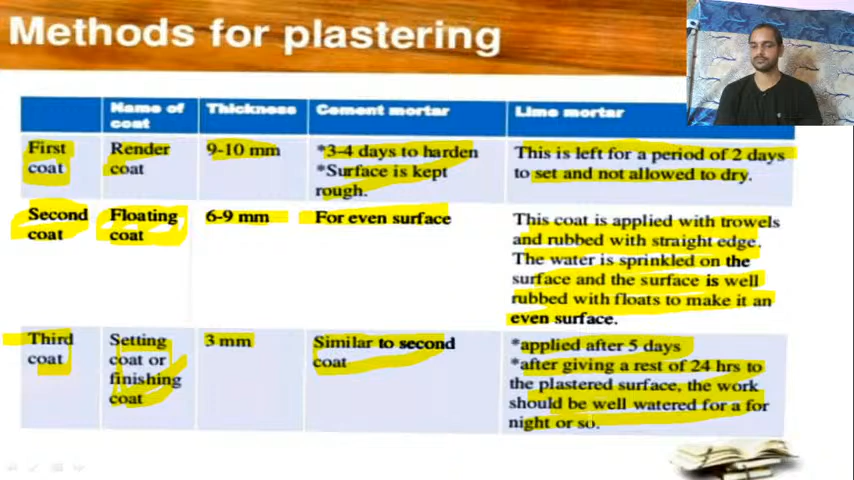 Methods for plastering
Name of coat
Thickness
Cement mortar
Lime mortar
First coat
Render coat
9-10 mm
*3-4 days to harden
*Surface is kept
rough.
This is left for a period of 2 days
to set and not allowed to dry.
Second coat
Floating coat
6-9 mm
For even surface
This coat is applied with trowels
and rubbed with straight edge.
The water is sprinkled on the
surface and the surface is well
rubbed with floats to make it an
even surface.
Third coat
Setting
coat or
finishing
coat
3 mm
Similar to second
coat
*applied after 5 days
*after giving a rest of 24 hrs to
the plastered surface, the work
should be well watered for a for
night or so.